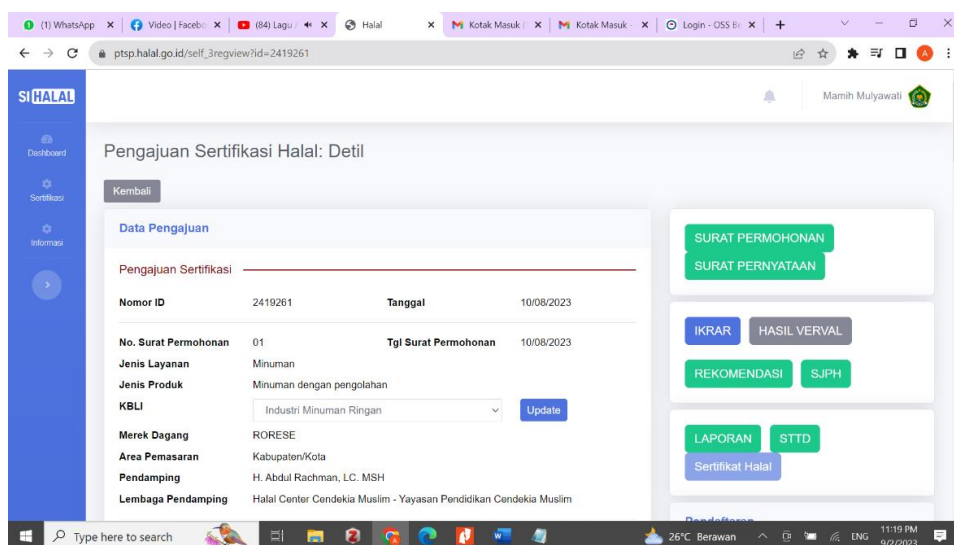 (1) WhatsApp
Video | Facebo
(84) Lagu
Halal
Kotak Masuk (
Kotak Masuk -
Login - OSS Be
ptsp.halal.go.id/self_3regview?id=2419261
A
SI HALAL
Mamih Mulyawati
Dashboard
Sertifikasi
Informasi
Pengajuan Sertifikasi Halal: Detil
Kembali
Data Pengajuan
Pengajuan Sertifikasi
Nomor ID 2419261 Tanggal 10/08/2023
No. Surat Permohonan 01 Tgl Surat Permohonan 10/08/2023
Jenis Layanan Minuman
Jenis Produk Minuman dengan pengolahan
KBLI Industri Minuman Ringan Update
Merek Dagang RORESE
Area Pemasaran Kabupaten/Kota
Pendamping H. Abdul Rachman, LC. MSH
Lembaga Pendamping Halal Center Cendekia Muslim - Yayasan Pendidikan Cendekia Muslim
SURAT PERMOHONAN
SURAT PERNYATAAN
IKRAR HASIL VERVAL
REKOMENDASI SJPH
LAPORAN STTD
Sertifikat Halal
Pendaftaran
Type here to search
26°C Berawan
ENG
11:19 PM
9/2/2023